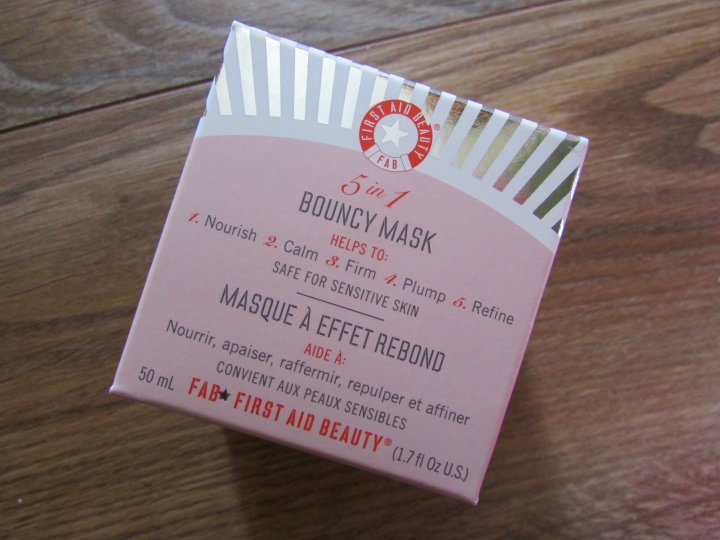 FIRST AID BEAUTY®
FAB
5 in 1
BOUNCY MASK
HELPS TO:
1. Nourish 2. Calm 3. Firm 4. Plump 5. Refine
SAFE FOR SENSITIVE SKIN
MASQUE À EFFET REBOND
AIDE À:
Nourrir, apaiser, raffermir, repulper et affiner
CONVIENT AUX PEAUX SENSIBLES
50 mL FAB★FIRST AID BEAUTY® (1.7 fl Oz U.S.)